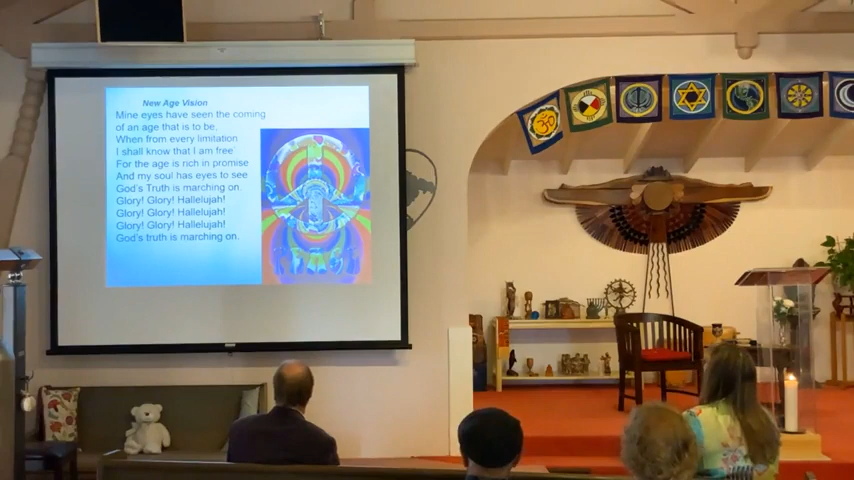 New Age Vision
Mine eyes have seen the coming
of an age that is to be,
When from every limitation
I shall know that I am free
For the age is rich in promise
And my soul has eyes to see
God's Truth is marching on.
Glory! Glory! Hallelujah!
Glory! Glory! Hallelujah!
Glory! Glory! Hallelujah!
God's truth is marching on.
ॐ